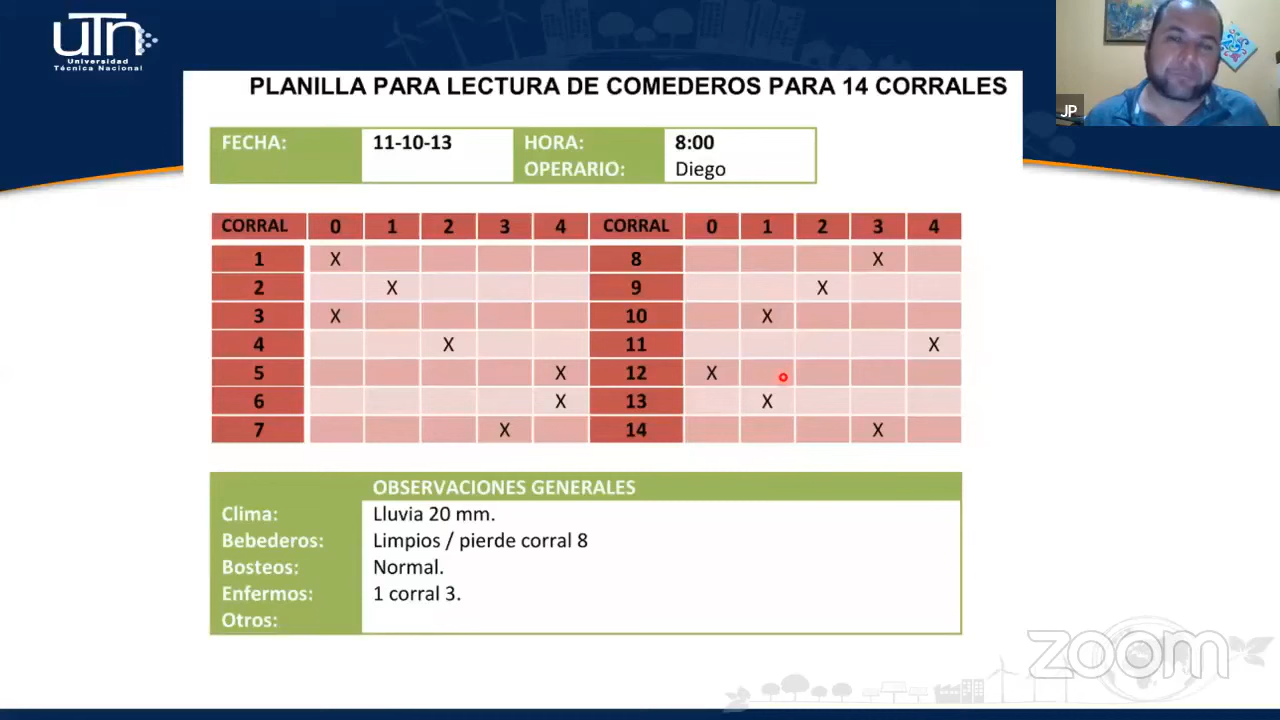 UTn
Universidad
Técnica Nacional
JP
PLANILLA PARA LECTURA DE COMEDEROS PARA 14 CORRALES
FECHA: 11-10-13 HORA: 8:00
OPERARIO: Diego
CORRAL 0 1 2 3 4 CORRAL 0 1 2 3 4
1 X 8 X
2 X 9 X
3 X 10 X
4 X 11 X
5 X 12 X
6 X 13 X
7 X 14 X
OBSERVACIONES GENERALES
Clima: Lluvia 20 mm.
Bebederos: Limpios / pierde corral 8
Bosteos: Normal.
Enfermos: 1 corral 3.
Otros:
zoom